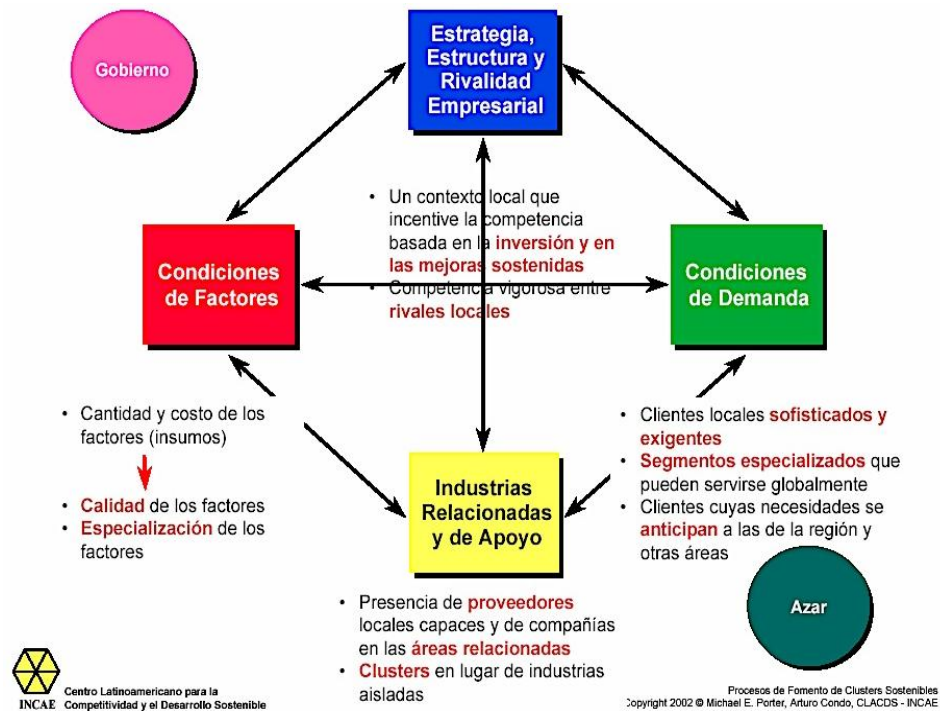 Gobierno
Estrategia,
Estructura y
Rivalidad
Empresarial
• Un contexto local que
incentive la competencia
basada en la inversión y en
las mejoras sostenidas
• Competencia vigorosa entre
rivales locales
Condiciones
de Factores
Condiciones
de Demanda
• Cantidad y costo de los
factores (insumos)
• Calidad de los factores
• Especialización de los
factores
Industrias
Relacionadas
y de Apoyo
• Clientes locales sofisticados y
exigentes
• Segmentos especializados que
pueden servirse globalmente
• Clientes cuyas necesidades se
anticipan a las de la región y
otras áreas
Azar
• Presencia de proveedores
locales capaces y de compañías
en las áreas relacionadas
• Clusters en lugar de industrias
aisladas
INCAE
Centro Latinoamericano para la
Competitividad y el Desarrollo Sostenible
Procesos de Fomento de Clusters Sostenibles
Copyright 2002 © Michael E. Porter, Arturo Condo, CLACDS - INCAE